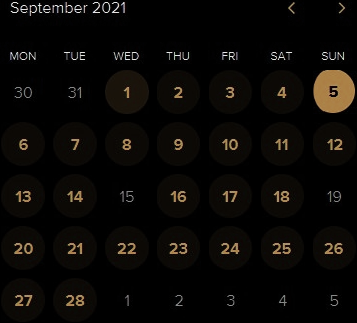 September 2021
MON TUE WED THU FRI SAT SUN
30 31 1 2 3 4 5
6 7 8 9 10 11 12
13 14 15 16 17 18 19
20 21 22 23 24 25 26
27 28 1 2 3 4 5